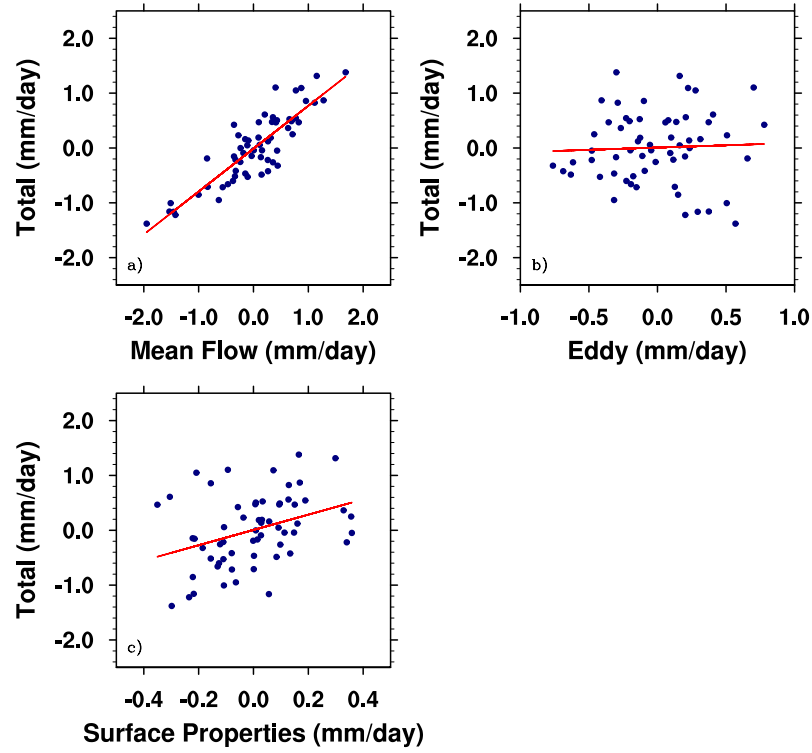 Total (mm/day)
2.0
1.0
0.0
-1.0
-2.0
a)
-2.0 -1.0 0.0 1.0 2.0
Mean Flow (mm/day)
Total (mm/day)
2.0
1.0
0.0
-1.0
-2.0
b)
-1.0 -0.5 0.0 0.5 1.0
Eddy (mm/day)
Total (mm/day)
2.0
1.0
0.0
-1.0
-2.0
c)
-0.4 -0.2 0.0 0.2 0.4
Surface Properties (mm/day)